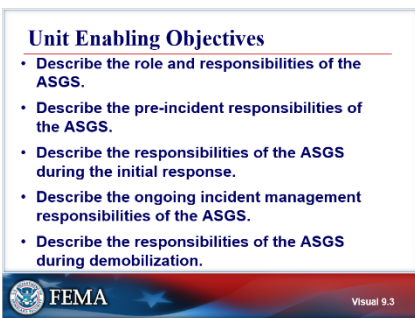 Unit Enabling Objectives
• Describe the role and responsibilities of the
ASGS.
• Describe the pre-incident responsibilities of
the ASGS.
• Describe the responsibilities of the ASGS
during the initial response.
• Describe the ongoing incident management
responsibilities of the ASGS.
• Describe the responsibilities of the ASGS
during demobilization.
FEMA
Visual 9.3